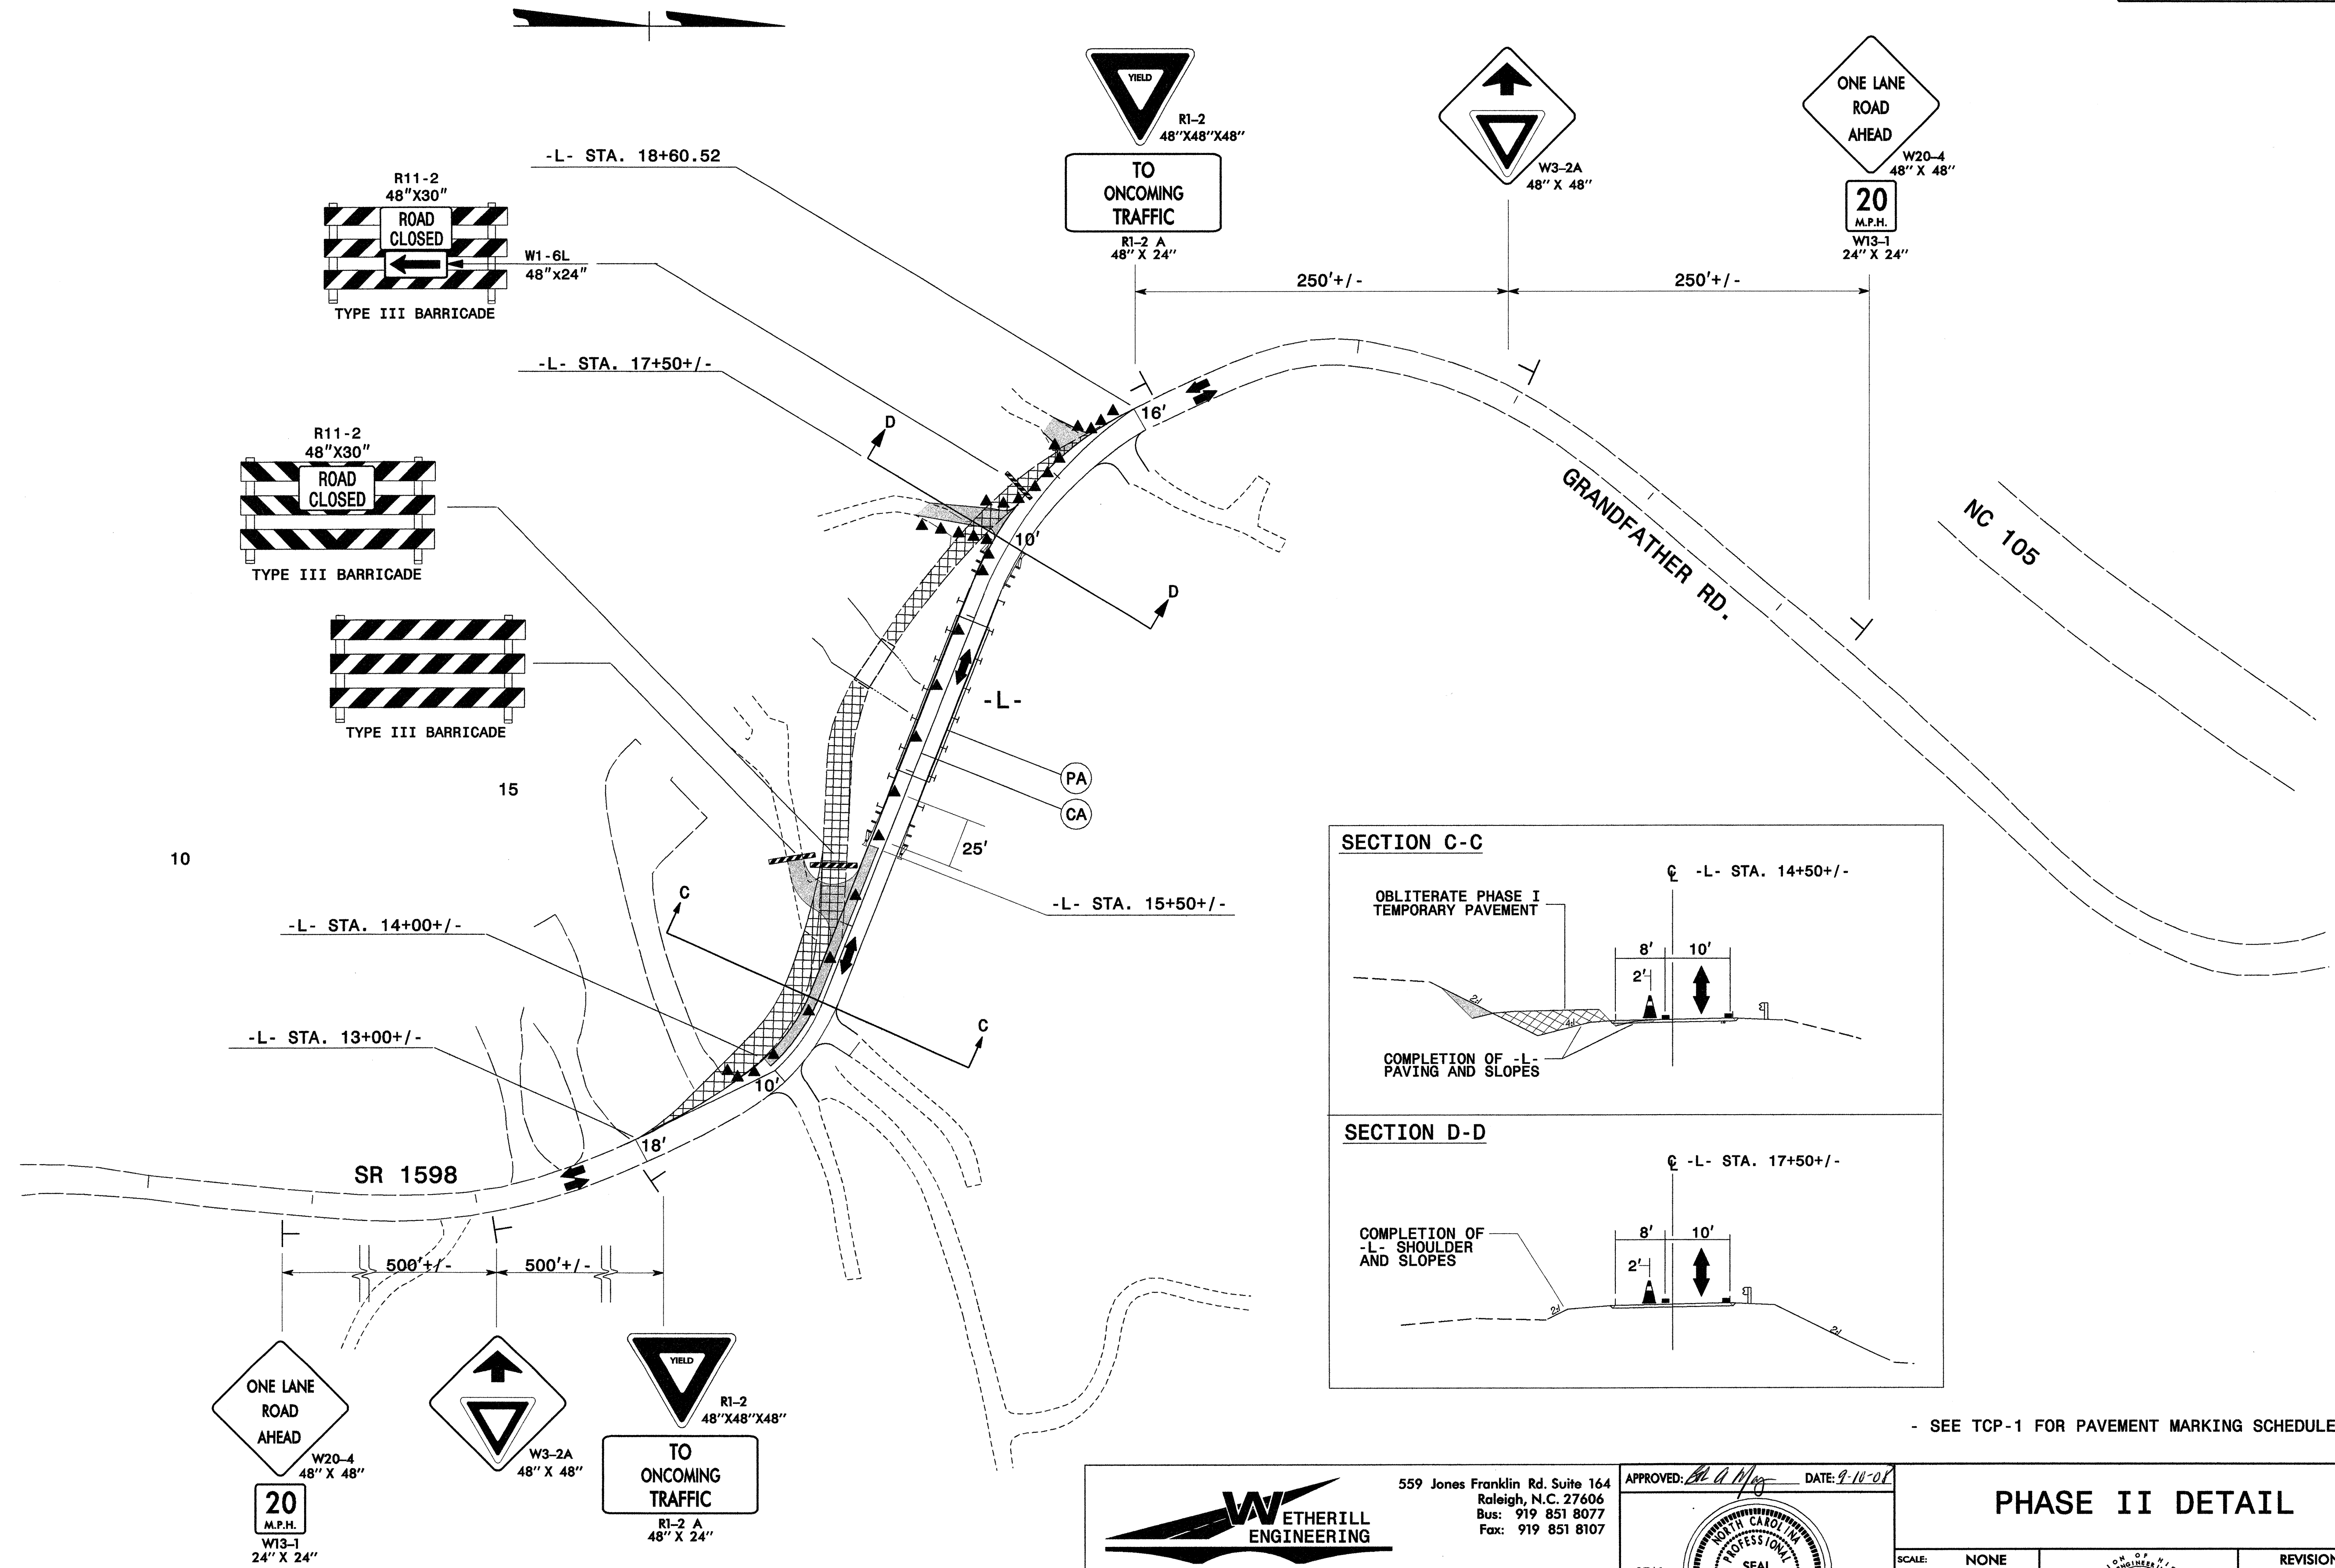 YIELD
R1-2
48"X48"X48"
TO
ONCOMING
TRAFFIC
R1-2 A
48" X 24"
W3-2A
48" X 48"
ONE LANE
ROAD
AHEAD
W20-4
48" X 48"
20
M.P.H.
W13-1
24" X 24"
250'+/-
250'+/-
-L- STA. 18+60.52
R11-2
48"X30"
ROAD
CLOSED
W1-6L
48"x24"
TYPE III BARRICADE
-L- STA. 17+50+/-
D
16'
R11-2
48"X30"
ROAD
CLOSED
TYPE III BARRICADE
10'
D
GRANDFATHER RD.
NC 105
TYPE III BARRICADE
-L-
15
PA
CA
10
25'
C
-L- STA. 15+50+/-
-L- STA. 14+00+/-
C
-L- STA. 13+00+/-
10'
18'
SR 1598
500'+/-
500'+/-
SECTION C-C
-L- STA. 14+50+/-
OBLITERATE PHASE I
TEMPORARY PAVEMENT
8'
10'
2'
COMPLETION OF -L-
PAVING AND SLOPES
SECTION D-D
-L- STA. 17+50+/-
COMPLETION OF
-L- SHOULDER
AND SLOPES
8'
10'
2'
ONE LANE
ROAD
AHEAD
W20-4
48" X 48"
20
M.P.H.
W13-1
24" X 24"
W3-2A
48" X 48"
YIELD
R1-2
48"X48"X48"
TO
ONCOMING
TRAFFIC
R1-2 A
48" X 24"
- SEE TCP-1 FOR PAVEMENT MARKING SCHEDULE
WETHERILL
ENGINEERING
559 Jones Franklin Rd. Suite 164
Raleigh, N.C. 27606
Bus: 919 851 8077
Fax: 919 851 8107
APPROVED:
DATE: 9-10-08
NORTH CAROLINA
PROFESSIONAL
SEAL
PHASE II DETAIL
SCALE: NONE
REVISION